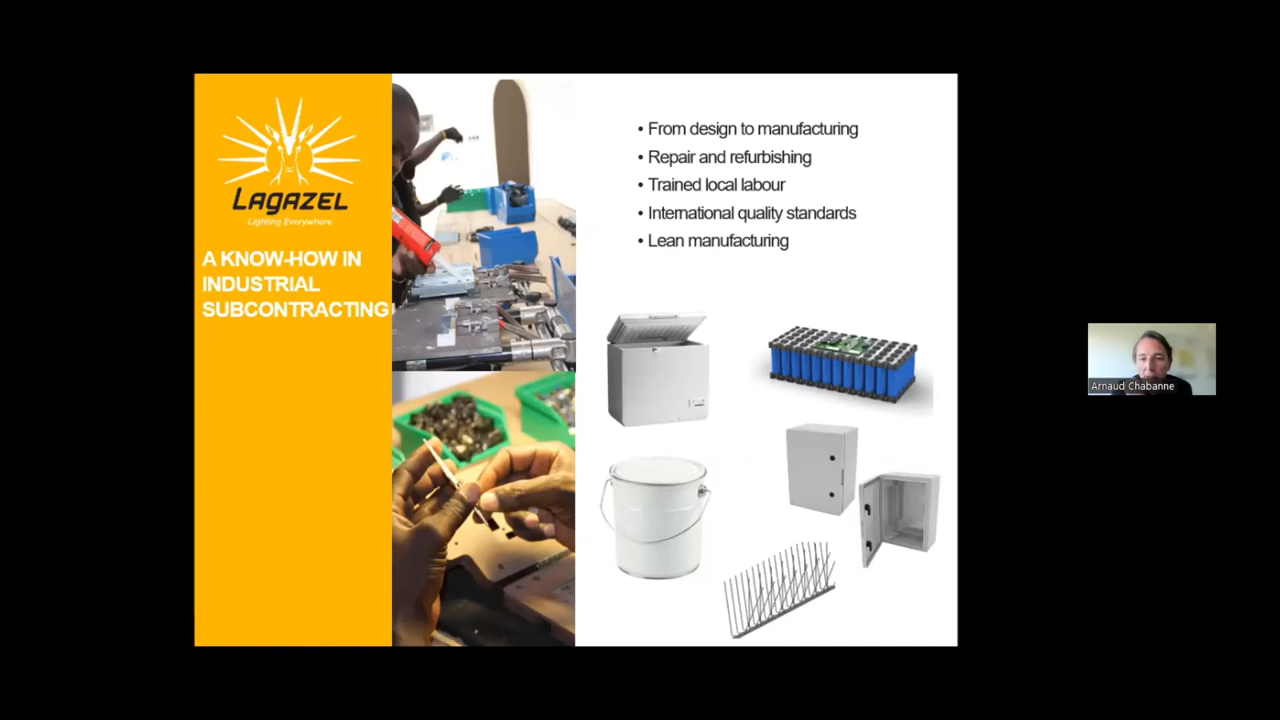 LAGAZEL
Lighting Everywhere
A KNOW-HOW IN
INDUSTRIAL
SUBCONTRACTING
• From design to manufacturing
• Repair and refurbishing
• Trained local labour
• International quality standards
• Lean manufacturing
Arnaud Chabanne